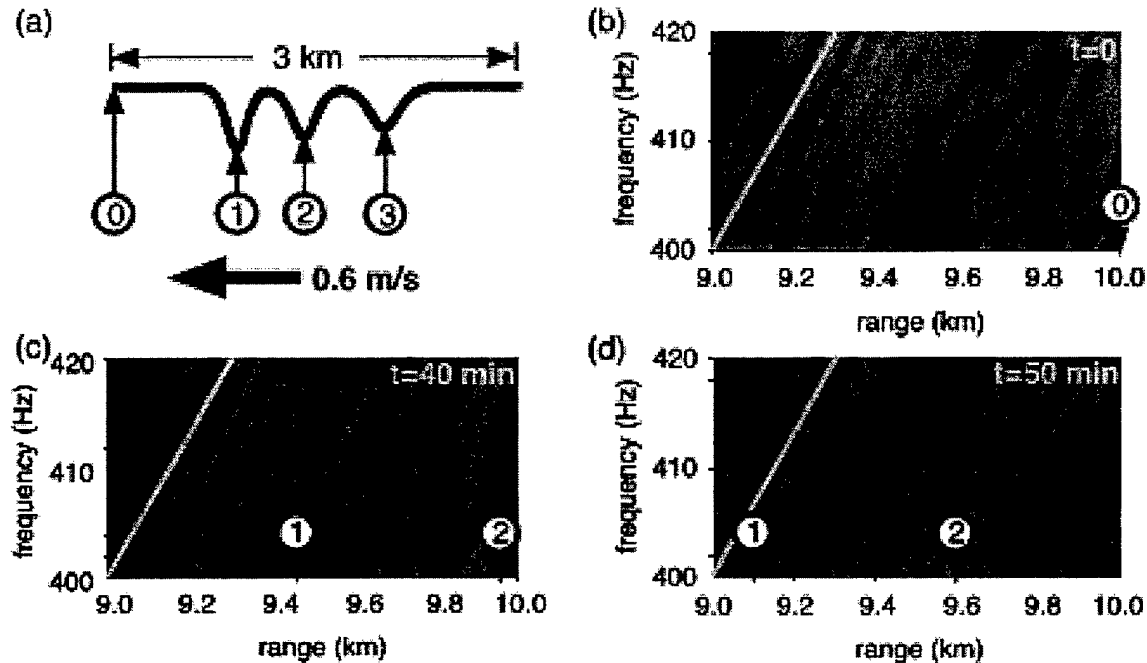 (a)
3 km
0 1 2 3
0.6 m/s
(b)
frequency (Hz)
420
410
400
t=0
0
9.0 9.2 9.4 9.6 9.8 10.0
range (km)
(c)
frequency (Hz)
420
410
400
t=40 min
1 2
9.0 9.2 9.4 9.6 9.8 10.0
range (km)
(d)
frequency (Hz)
420
410
400
t=50 min
1 2
9.0 9.2 9.4 9.6 9.8 10.0
range (km)